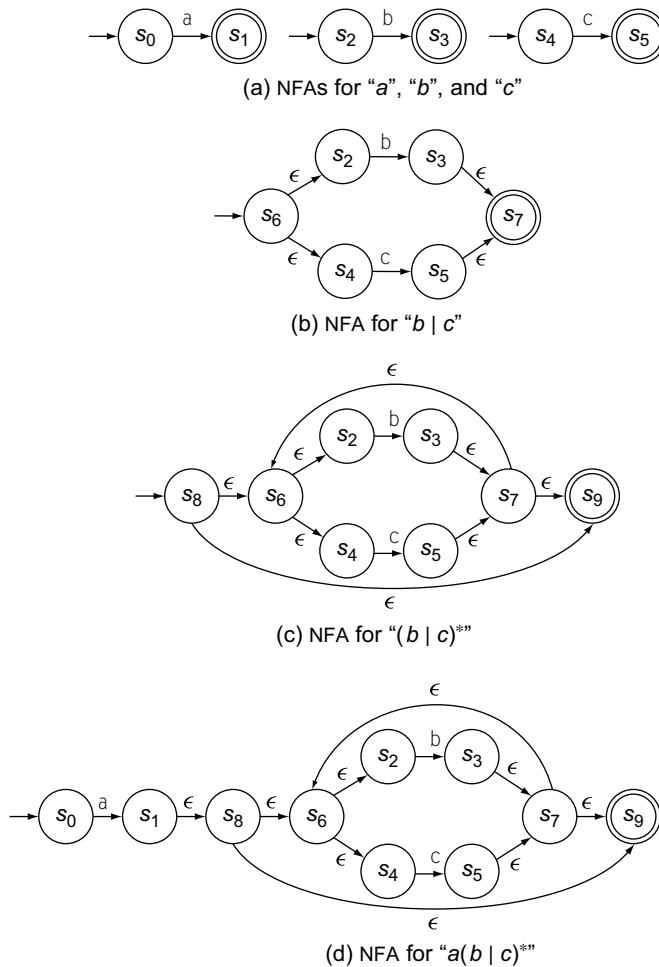 a b c
s0 s1 s2 s3 s4 s5
(a) NFAs for “a”, “b”, and “c”
b
s2 s3
ϵ ϵ
s6 s7
ϵ c ϵ
s4 s5
(b) NFA for “b | c”
ϵ
b
s2 s3
ϵ ϵ
s8 ϵ s6 s7 ϵ s9
ϵ c ϵ
s4 s5
ϵ
(c) NFA for “(b | c)*”
ϵ
b
s2 s3
ϵ ϵ
s0 a s1 ϵ s8 ϵ s6 s7 ϵ s9
ϵ c ϵ
s4 s5
ϵ
(d) NFA for “a(b | c)*”